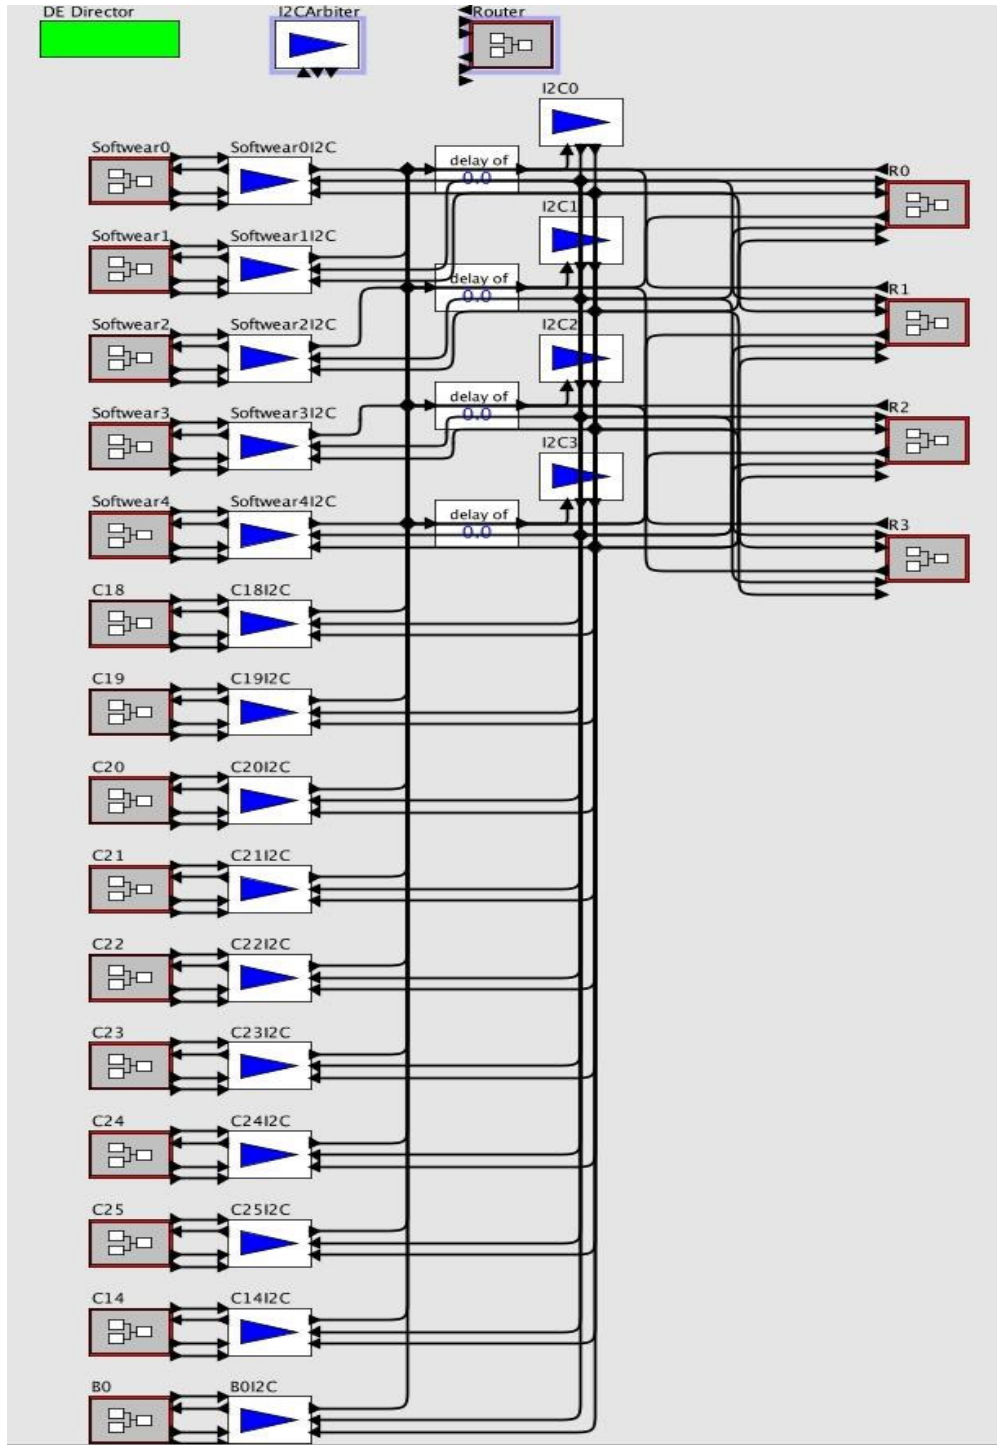 DE Director
I2CArbiter
Router
I2C0
Softwear0
Softwear0I2C
delay of
0.0
R0
I2C1
Softwear1
Softwear1I2C
delay of
0.0
R1
Softwear2
Softwear2I2C
I2C2
delay of
0.0
R2
Softwear3
Softwear3I2C
I2C3
Softwear4
Softwear4I2C
delay of
0.0
R3
C18
C18I2C
C19
C19I2C
C20
C20I2C
C21
C21I2C
C22
C22I2C
C23
C23I2C
C24
C24I2C
C25
C25I2C
C14
C14I2C
B0
B0I2C